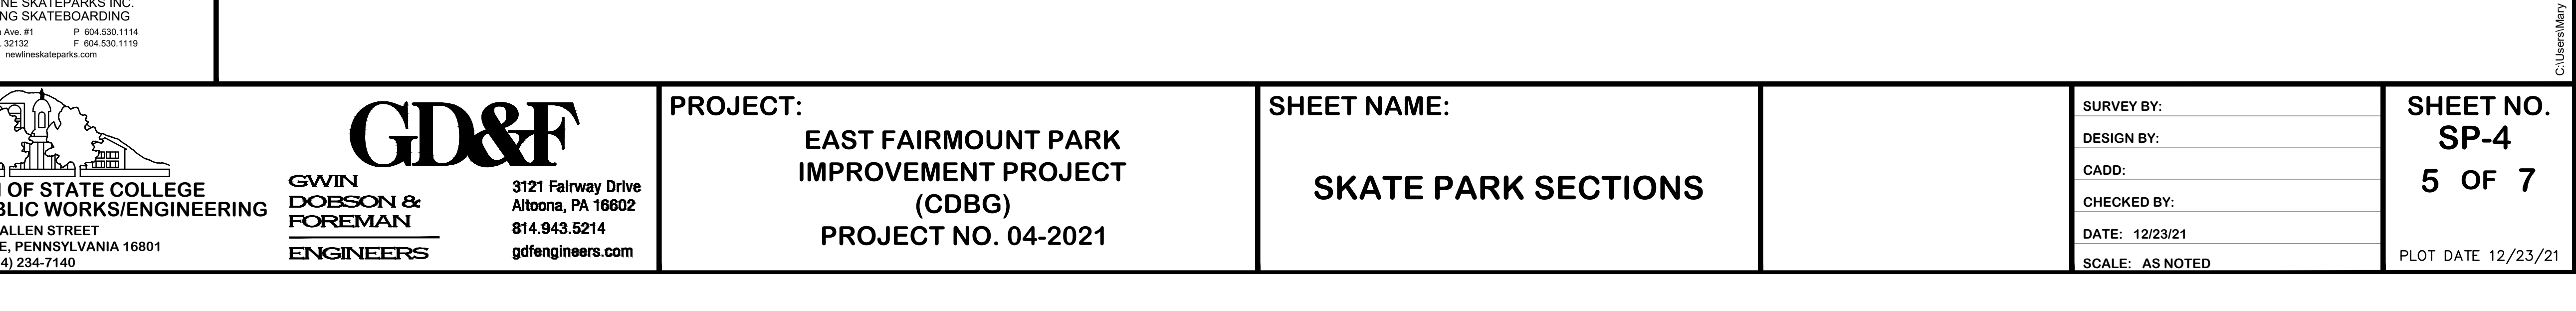 NE SKATEPARKS INC.
NG SKATEBOARDING
Ave. #1 P 604.530.1114
32132 F 604.530.1119
newlineskateparks.com
C:\Users\Mary
OF STATE COLLEGE
BLIC WORKS/ENGINEERING
ALLEN STREET
E, PENNSYLVANIA 16801
4) 234-7140
GD&F
GWIN
DOBSON &
FOREMAN
ENGINEERS
3121 Fairway Drive
Altoona, PA 16602
814.943.5214
gdfengineers.com
PROJECT:
EAST FAIRMOUNT PARK
IMPROVEMENT PROJECT
(CDBG)
PROJECT NO. 04-2021
SHEET NAME:
SKATE PARK SECTIONS
SURVEY BY:
DESIGN BY:
CADD:
CHECKED BY:
DATE: 12/23/21
SCALE: AS NOTED
SHEET NO.
SP-4
5 OF 7
PLOT DATE 12/23/21